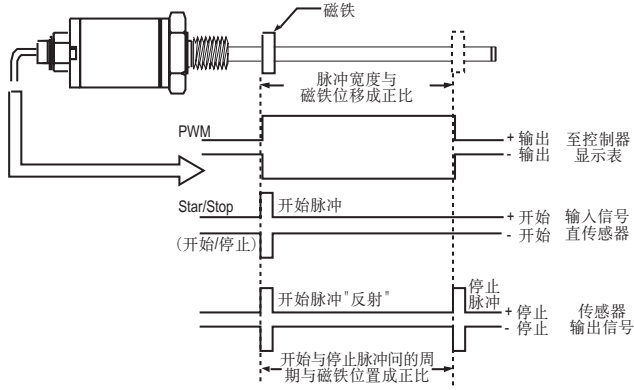 磁铁
脉冲宽度与
磁铁位移成正比
PWM
+ 输出 至控制器
- 输出 显示表
Star/Stop
开始脉冲
+ 开始 输入信号
(开始/停止)
- 开始 直传感器
停止
脉冲
开始脉冲"反射"
+ 停止 传感器
- 停止 输出信号
开始与停止脉冲问的周
期与磁铁位置成正比